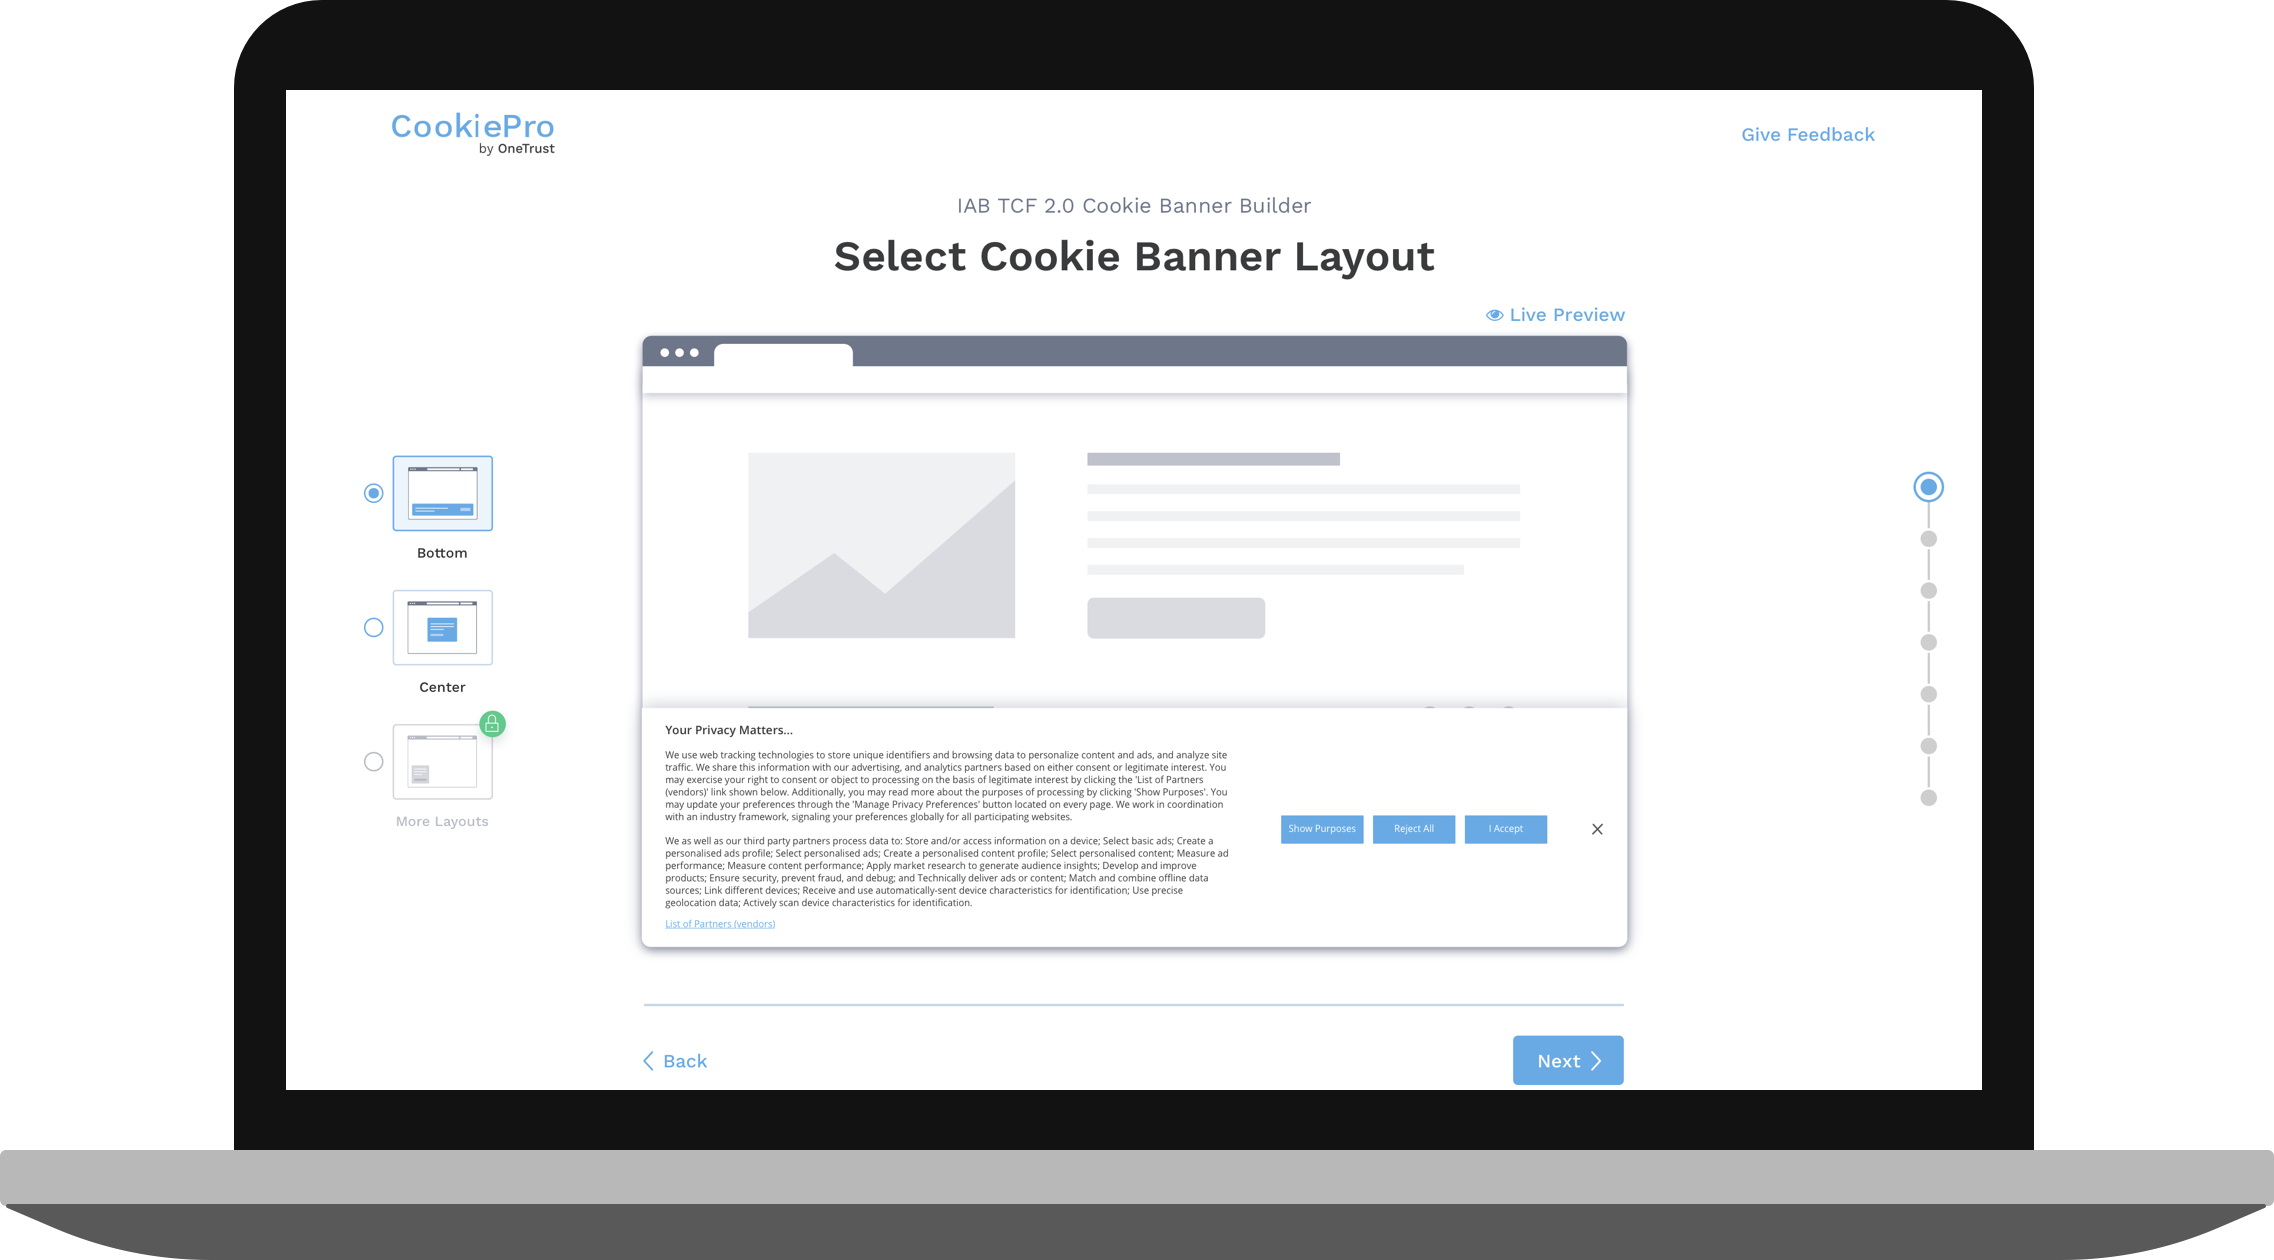 CookiePro
by OneTrust
Give Feedback
IAB TCF 2.0 Cookie Banner Builder
Select Cookie Banner Layout
Live Preview
Bottom
Center
More Layouts
Your Privacy Matters...
We use web tracking technologies to store unique identifiers and browsing data to personalize content and ads, and analyze site
traffic. We share this information with our advertising, and analytics partners based on either consent or legitimate interest. You
may exercise your right to consent or object to processing on the basis of legitimate interest by clicking the 'List of Partners
(vendors)' link shown below. Additionally, you may read more about the purposes of processing by clicking 'Show Purposes'. You
may update your preferences through the 'Manage Privacy Preferences' button located on every page. We work in coordination
with an industry framework, signaling your preferences globally for all participating websites.
We as well as our third party partners process data to: Store and/or access information on a device; Select basic ads; Create a
personalised ads profile; Select personalised ads; Create a personalised content profile; Select personalised content; Measure ad
performance; Measure content performance; Apply market research to generate audience insights; Develop and improve
products; Ensure security, prevent fraud, and debug; and Technically deliver ads or content; Match and combine offline data
sources; Link different devices; Receive and use automatically-sent device characteristics for identification; Use precise
geolocation data; Actively scan device characteristics for identification.
List of Partners (vendors)
Show Purposes
Reject All
I Accept
Back
Next